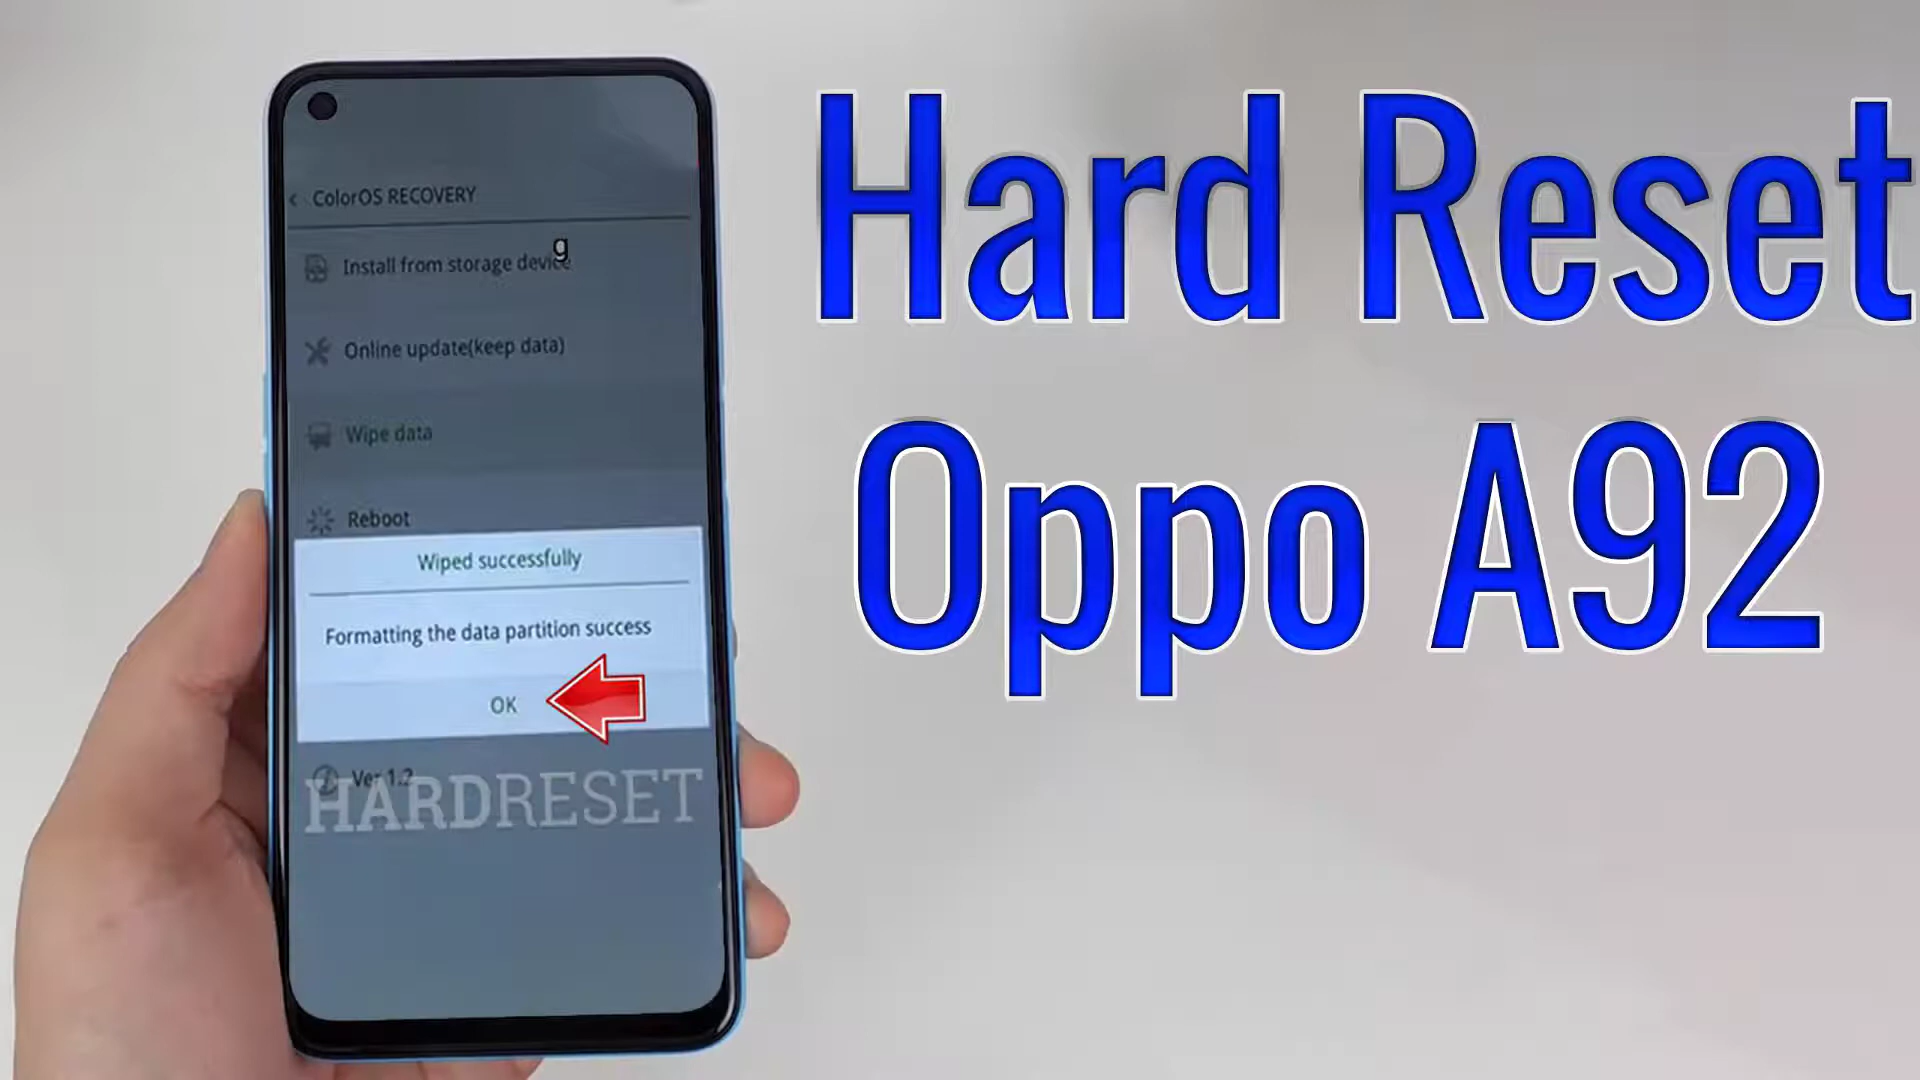 Hard Reset
Oppo A92
ColorOS RECOVERY
Install from storage device
g
Online update(keep data)
Wipe data
Reboot
Wiped successfully
Formatting the data partition success
OK
Ver 1.2
HARDRESET